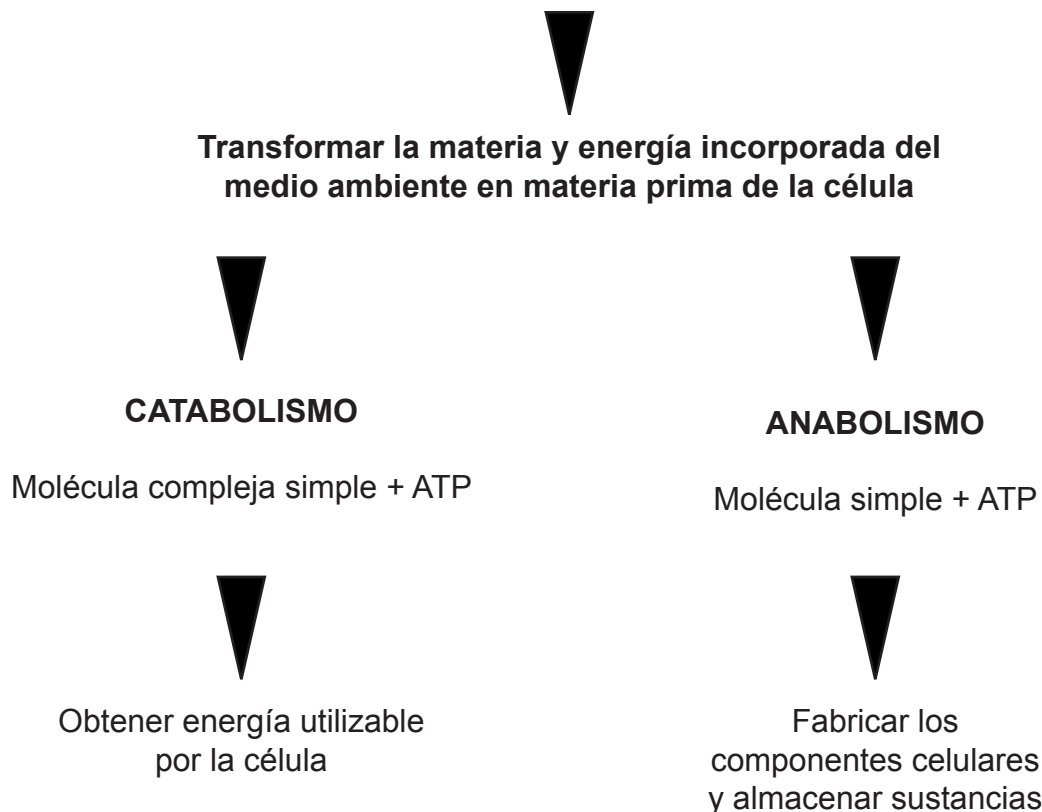 Transformar la materia y energía incorporada del
medio ambiente en materia prima de la célula
CATABOLISMO
Molécula compleja simple + ATP
Obtener energía utilizable
por la célula
ANABOLISMO
Molécula simple + ATP
Fabricar los
componentes celulares
y almacenar sustancias